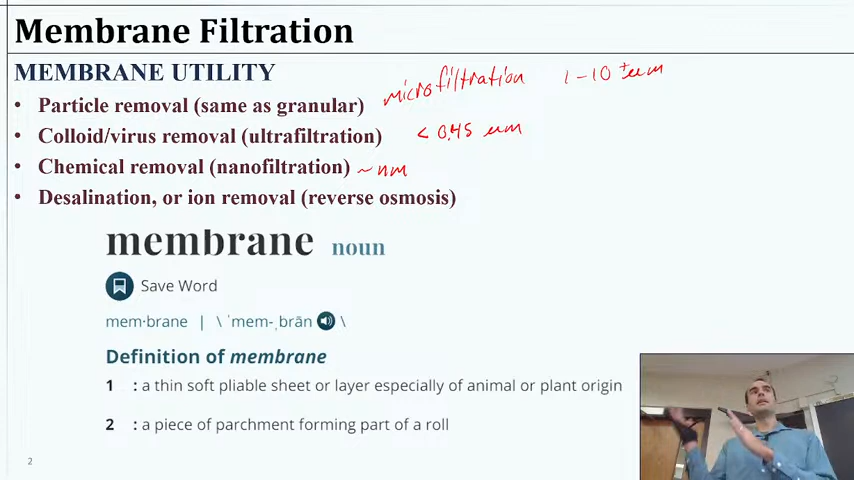 Membrane Filtration
MEMBRANE UTILITY
• Particle removal (same as granular) microfiltration 1-10 µm
• Colloid/virus removal (ultrafiltration) < 0.45 µm
• Chemical removal (nanofiltration) ~ nm
• Desalination, or ion removal (reverse osmosis)
membrane noun
Save Word
mem·brane | \ ˈmem-ˌbrān \
Definition of membrane
1 : a thin soft pliable sheet or layer especially of animal or plant origin
2 : a piece of parchment forming part of a roll
2